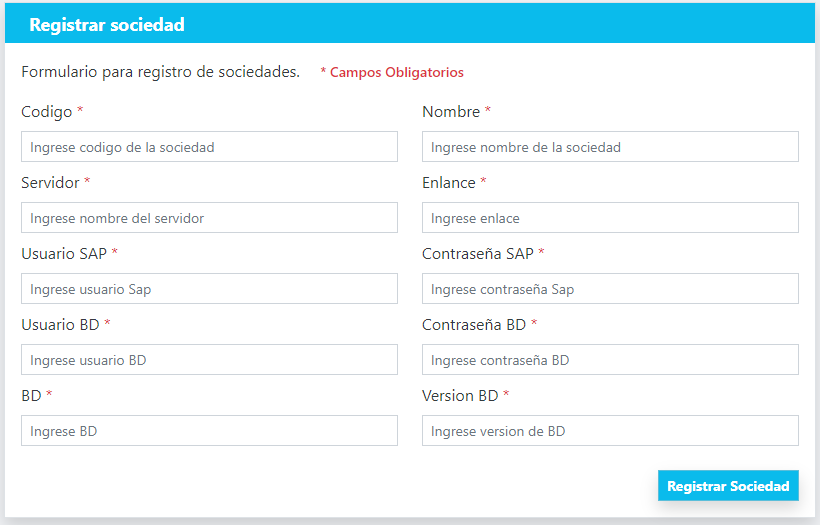 Registrar sociedad
Formulario para registro de sociedades. * Campos Obligatorios
Codigo * Nombre *
Ingrese codigo de la sociedad Ingrese nombre de la sociedad
Servidor * Enlance *
Ingrese nombre del servidor Ingrese enlace
Usuario SAP * Contraseña SAP *
Ingrese usuario Sap Ingrese contraseña Sap
Usuario BD * Contraseña BD *
Ingrese usuario BD Ingrese contraseña BD
BD * Version BD *
Ingrese BD Ingrese version de BD
Registrar Sociedad